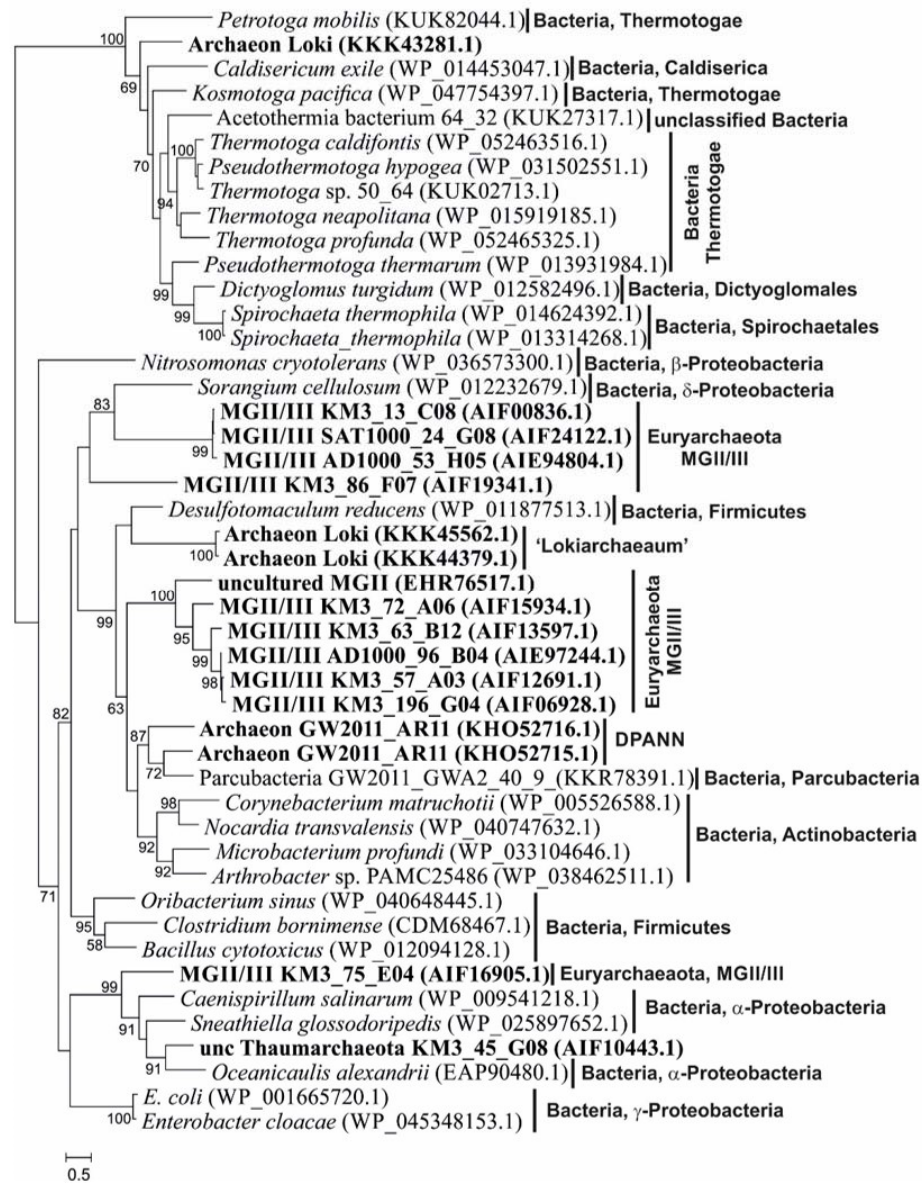 Petrotoga mobilis (KUK82044.1) Bacteria, Thermotogae
100
Archaeon Loki (KKK43281.1)
Caldisericum exile (WP_014453047.1) Bacteria, Caldiserica
69
Kosmotoga pacifica (WP_047754397.1) Bacteria, Thermotogae
Acetothermia bacterium 64_32 (KUK27317.1) unclassified Bacteria
Thermotoga caldifontis (WP_052463516.1)
100
70
Pseudothermotoga hypogea (WP_031502551.1)
Thermotoga sp. 50_64 (KUK02713.1)
94
Thermotoga neapolitana (WP_015919185.1)
Thermotoga profunda (WP_052465325.1)
Bacteria
Thermotogae
Pseudothermotoga thermarum (WP_013931984.1)
99
Dictyoglomus turgidum (WP_012582496.1) Bacteria, Dictyoglomales
99
Spirochaeta thermophila (WP_014624392.1)
100
Spirochaeta_thermophila (WP_013314268.1)
Bacteria, Spirochaetales
Nitrosomonas cryotolerans (WP_036573300.1) Bacteria, β-Proteobacteria
Sorangium cellulosum (WP_012232679.1) Bacteria, δ-Proteobacteria
83
MGII/III KM3_13_C08 (AIF00836.1)
MGII/III SAT1000_24_G08 (AIF24122.1)
99
MGII/III AD1000_53_H05 (AIE94804.1)
Euryarchaeota
MGII/III
MGII/III KM3_86_F07 (AIF19341.1)
Desulfotomaculum reducens (WP_011877513.1) Bacteria, Firmicutes
Archaeon Loki (KKK45562.1)
100
Archaeon Loki (KKK44379.1)
'Lokiarchaeaum'
99
uncultured MGII (EHR76517.1)
100
MGII/III KM3_72_A06 (AIF15934.1)
95
MGII/III KM3_63_B12 (AIF13597.1)
99
MGII/III AD1000_96_B04 (AIE97244.1)
98
MGII/III KM3_57_A03 (AIF12691.1)
MGII/III KM3_196_G04 (AIF06928.1)
Euryarchaeota
MGII/III
82
63
87
Archaeon GW2011_AR11 (KHO52716.1)
Archaeon GW2011_AR11 (KHO52715.1)
DPANN
72
Parcubacteria GW2011_GWA2_40_9_(KKR78391.1) Bacteria, Parcubacteria
98
Corynebacterium matruchotii (WP_005526588.1)
Nocardia transvalensis (WP_040747632.1)
92
Microbacterium profundi (WP_033104646.1)
92
Arthrobacter sp. PAMC25486 (WP_038462511.1)
Bacteria, Actinobacteria
71
Oribacterium sinus (WP_040648445.1)
95
Clostridium bornimense (CDM68467.1)
58
Bacillus cytotoxicus (WP_012094128.1)
Bacteria, Firmicutes
MGII/III KM3_75_E04 (AIF16905.1) Euryarchaeaota, MGII/III
99
Caenispirillum salinarum (WP_009541218.1)
91
Sneathiella glossodoripedis (WP_025897652.1)
Bacteria, α-Proteobacteria
unc Thaumarchaeota KM3_45_G08 (AIF10443.1)
91
Oceanicaulis alexandrii (EAP90480.1) Bacteria, α-Proteobacteria
E. coli (WP_001665720.1)
100
Enterobacter cloacae (WP_045348153.1)
Bacteria, γ-Proteobacteria
0.5